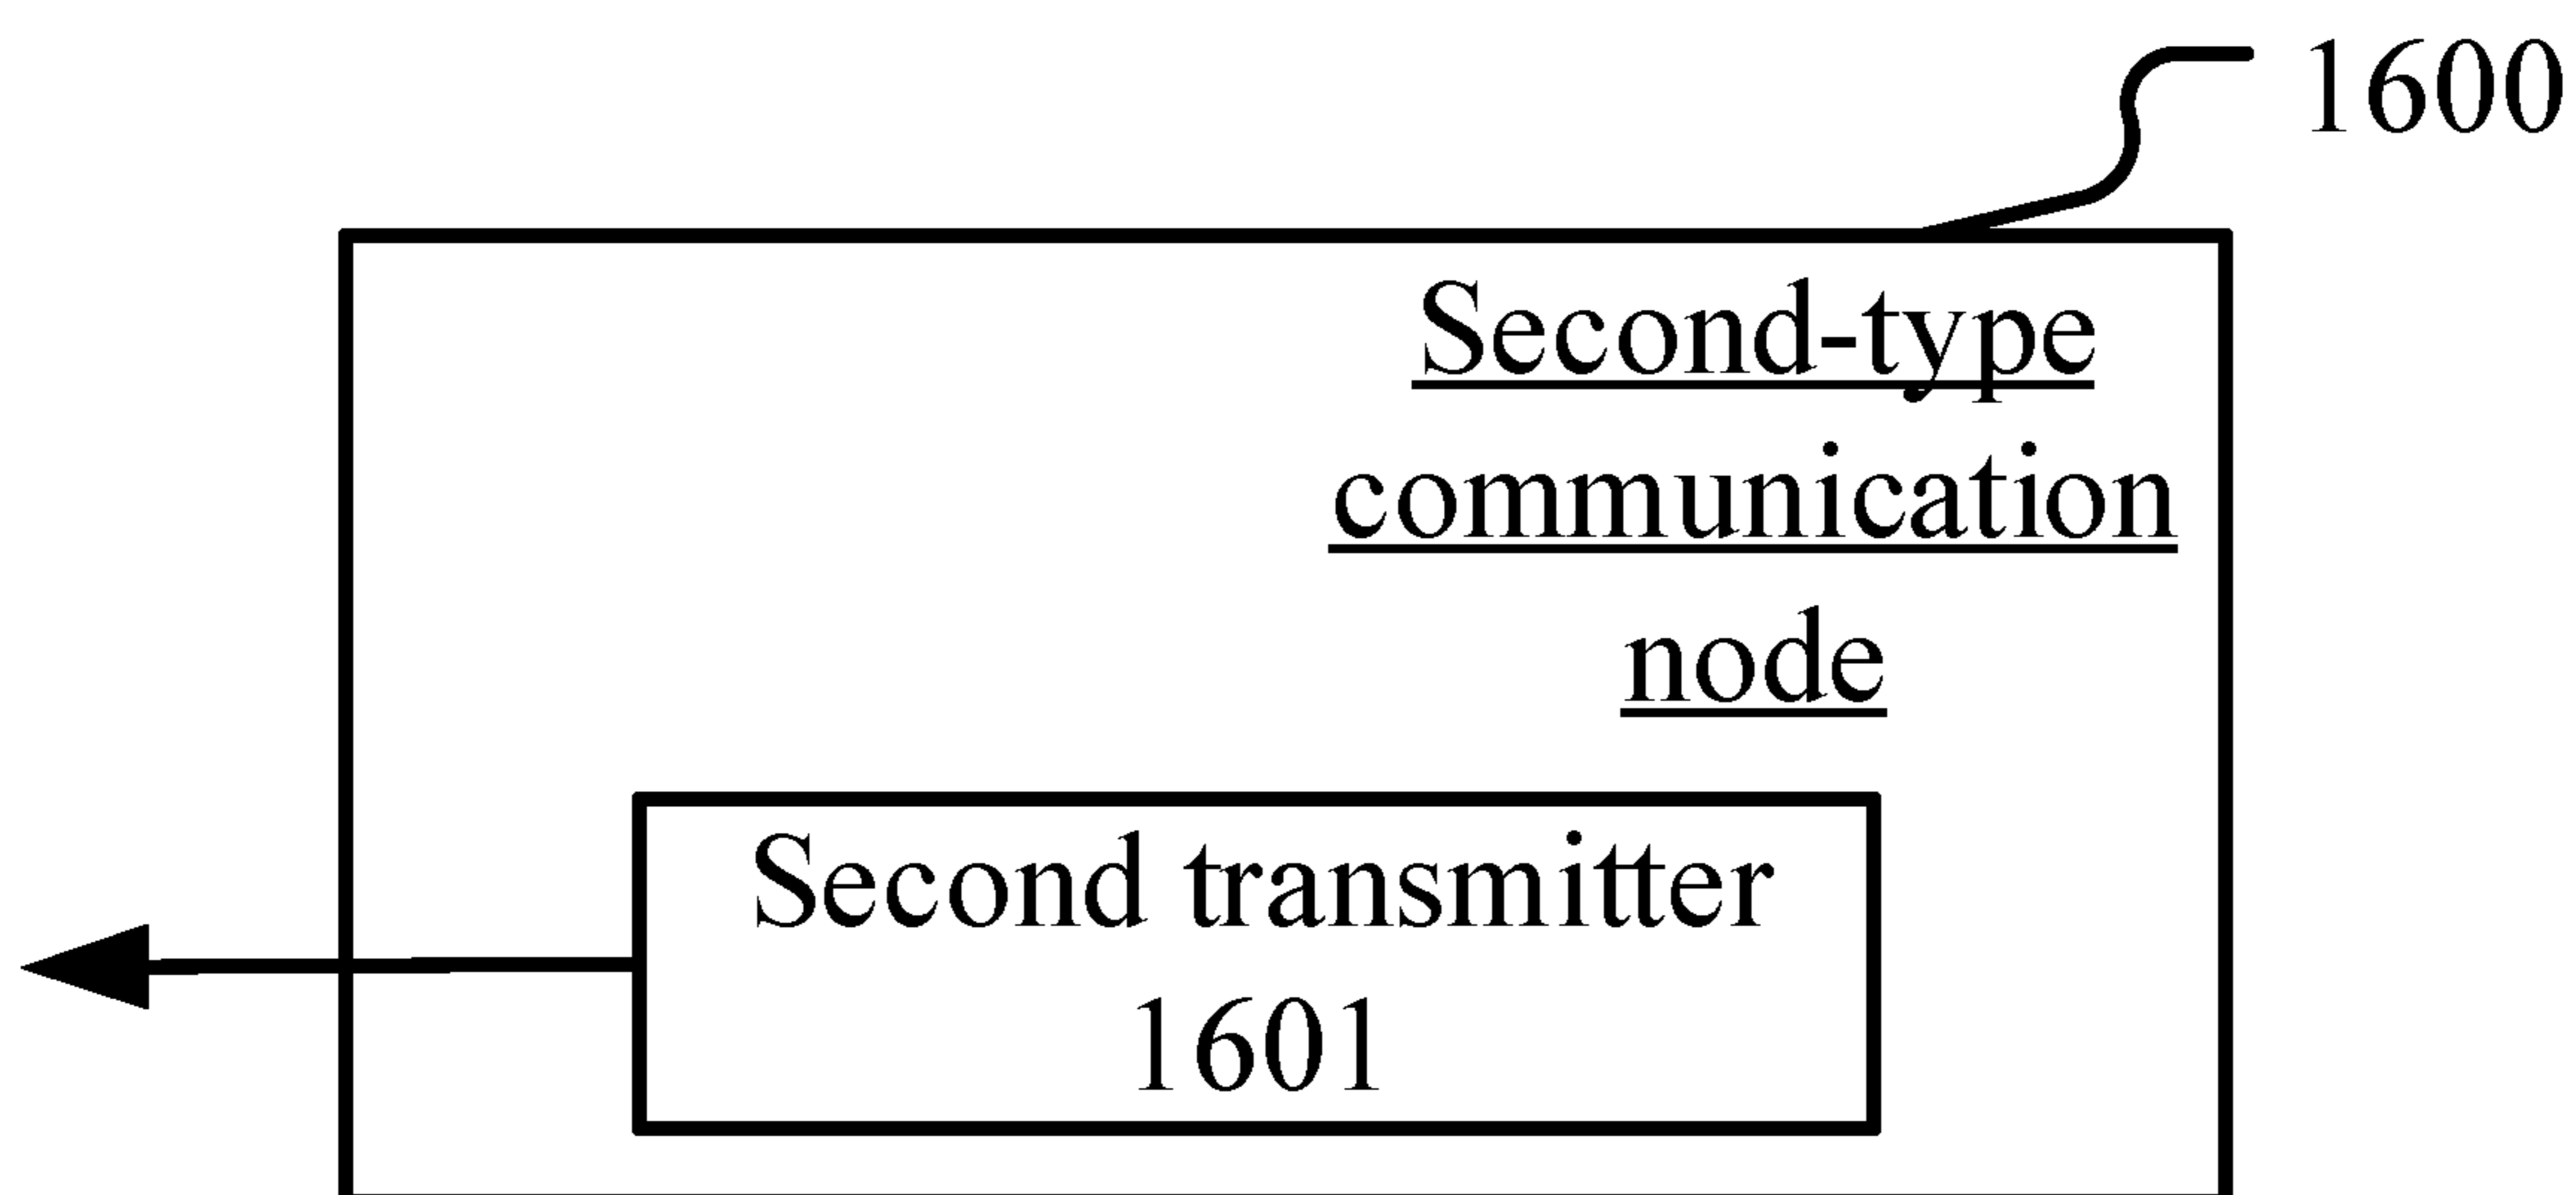 1600
Second-type
communication
node
Second transmitter
1601